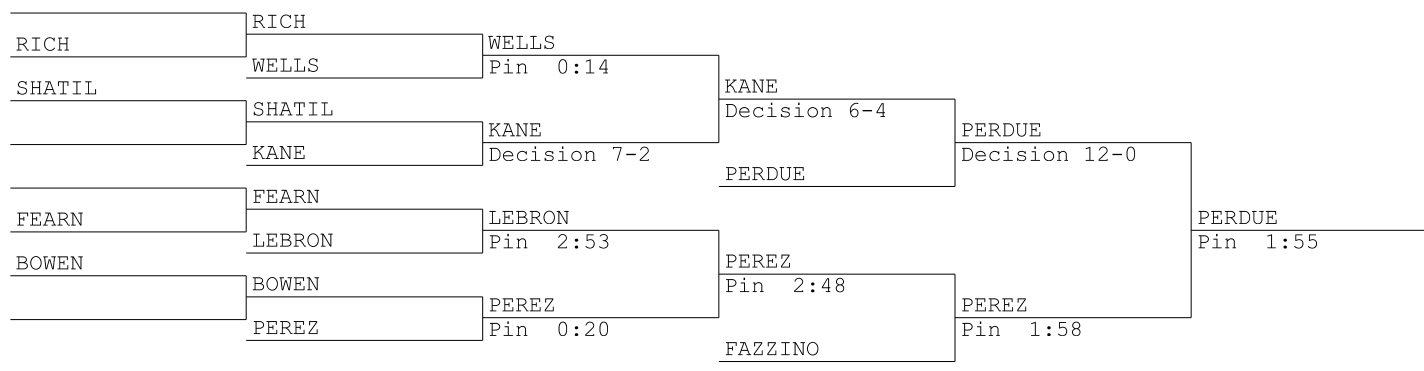 RICH
RICH
WELLS
WELLS
Pin 0:14
SHATIL
SHATIL
KANE
KANE
Decision 7-2
KANE
Decision 6-4
PERDUE
PERDUE
Decision 12-0
FEARN
FEARN
LEBRON
LEBRON
Pin 2:53
BOWEN
BOWEN
PEREZ
PEREZ
Pin 0:20
PEREZ
Pin 2:48
FAZZINO
PEREZ
Pin 1:58
PERDUE
Pin 1:55